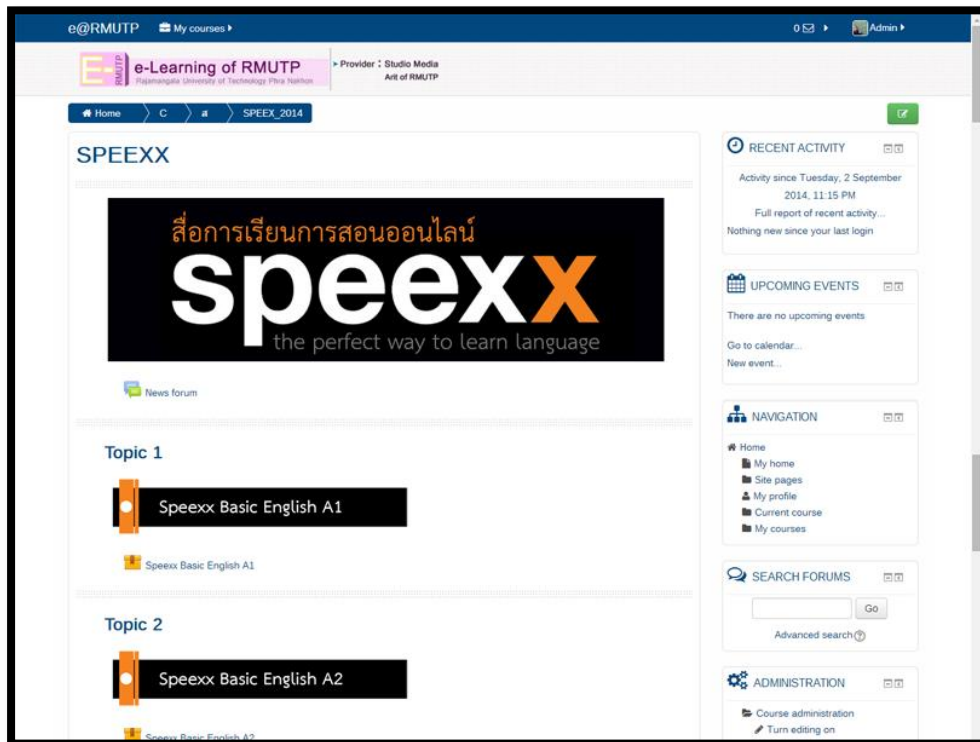 e@RMUTP
My courses
0
Admin
e-Learning of RMUTP
Rajamangala University of Technology Phra Nakhon
E-
RMUTP
Provider : Studio Media
Arit of RMUTP
Home
C
ส
SPEEX_2014
SPEEXX
สื่อการเรียนการสอนออนไลน์
speexx
the perfect way to learn language
News forum
Topic 1
Speexx Basic English A1
Speexx Basic English A1
Topic 2
Speexx Basic English A2
Speexx Basic English A2
RECENT ACTIVITY
Activity since Tuesday, 2 September
2014, 11:15 PM
Full report of recent activity...
Nothing new since your last login
UPCOMING EVENTS
There are no upcoming events
Go to calendar...
New event...
NAVIGATION
Home
My home
Site pages
My profile
Current course
My courses
SEARCH FORUMS
Go
Advanced search
ADMINISTRATION
Course administration
Turn editing on